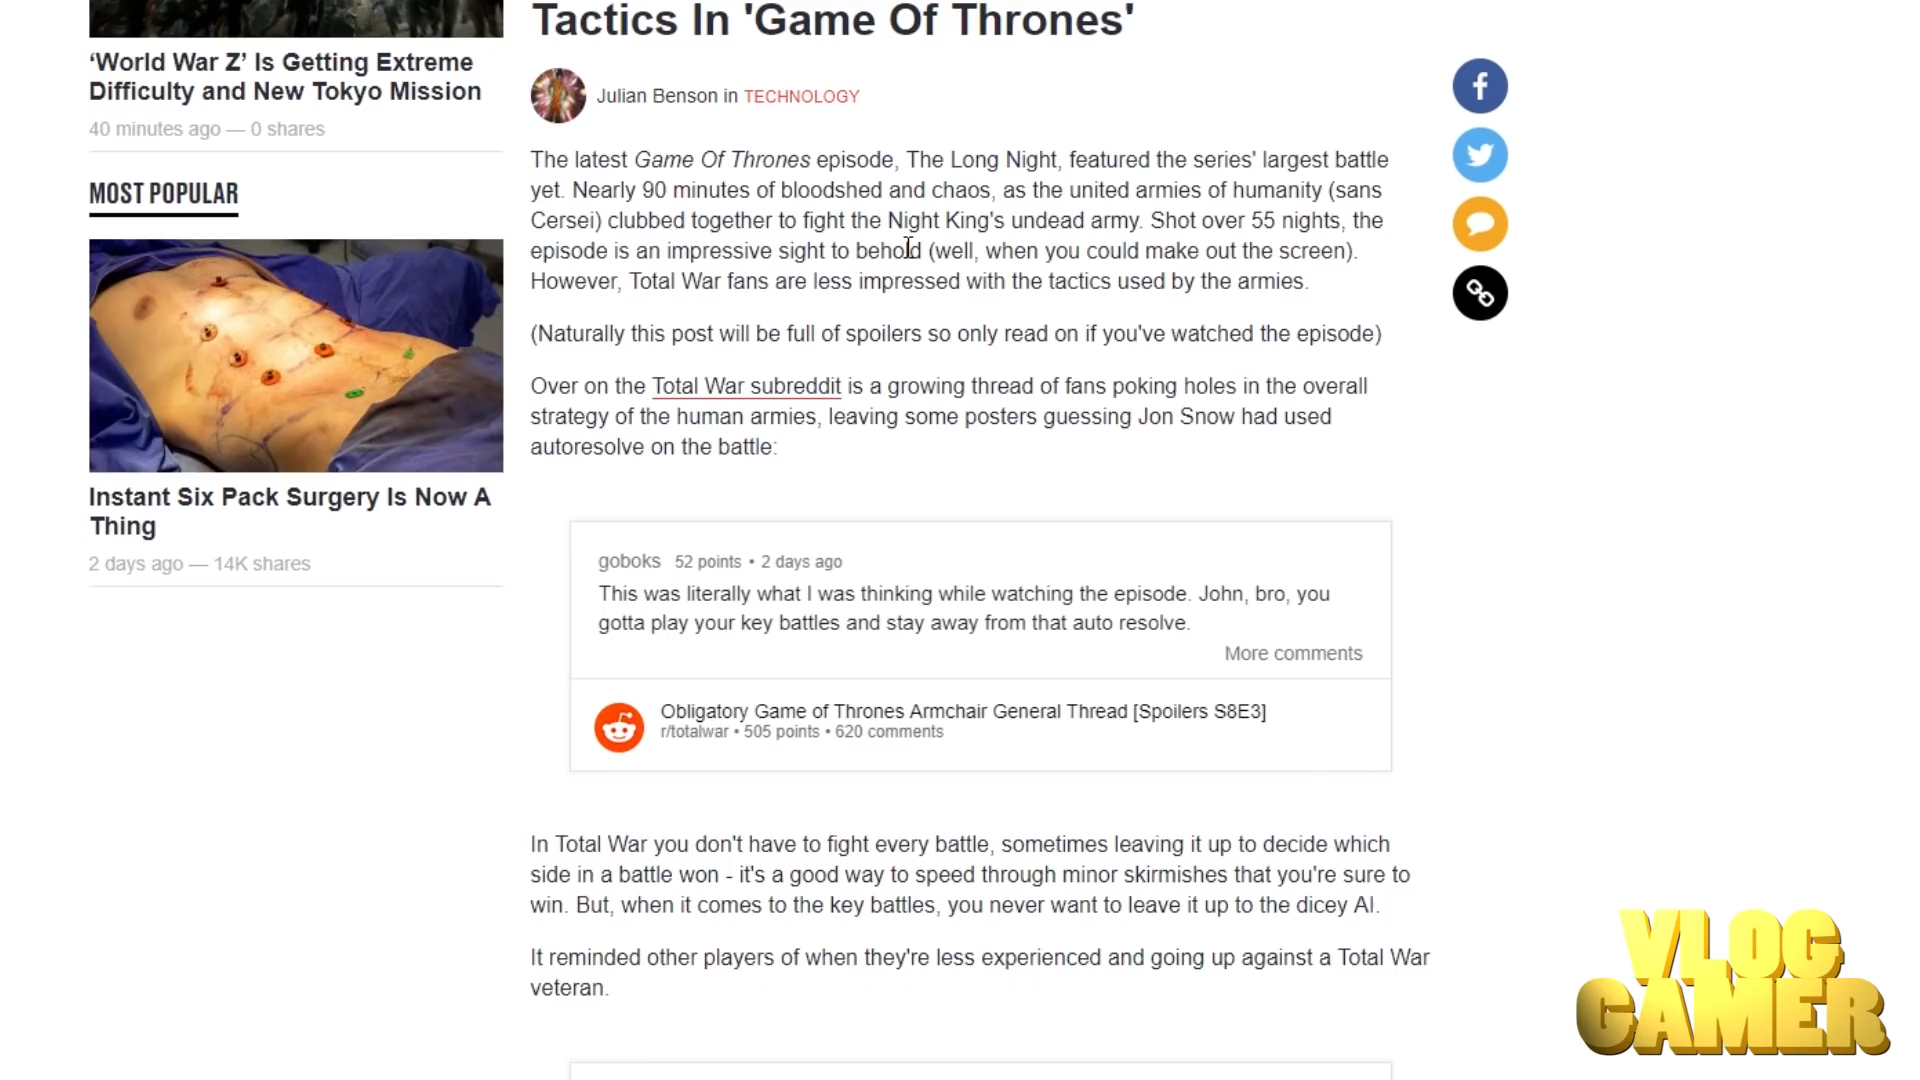 Tactics In 'Game Of Thrones'
‘World War Z’ Is Getting Extreme
Difficulty and New Tokyo Mission
40 minutes ago — 0 shares
MOST POPULAR
Instant Six Pack Surgery Is Now A
Thing
2 days ago — 14K shares
Julian Benson in TECHNOLOGY
The latest Game Of Thrones episode, The Long Night, featured the series' largest battle
yet. Nearly 90 minutes of bloodshed and chaos, as the united armies of humanity (sans
Cersei) clubbed together to fight the Night King's undead army. Shot over 55 nights, the
episode is an impressive sight to behold (well, when you could make out the screen).
However, Total War fans are less impressed with the tactics used by the armies.
(Naturally this post will be full of spoilers so only read on if you've watched the episode)
Over on the Total War subreddit is a growing thread of fans poking holes in the overall
strategy of the human armies, leaving some posters guessing Jon Snow had used
autoresolve on the battle:
goboks 52 points • 2 days ago
This was literally what I was thinking while watching the episode. John, bro, you
gotta play your key battles and stay away from that auto resolve.
More comments
Obligatory Game of Thrones Armchair General Thread [Spoilers S8E3]
r/totalwar • 505 points • 620 comments
In Total War you don't have to fight every battle, sometimes leaving it up to decide which
side in a battle won - it's a good way to speed through minor skirmishes that you're sure to
win. But, when it comes to the key battles, you never want to leave it up to the dicey AI.
It reminded other players of when they're less experienced and going up against a Total War
veteran.
VLOG
GAMER